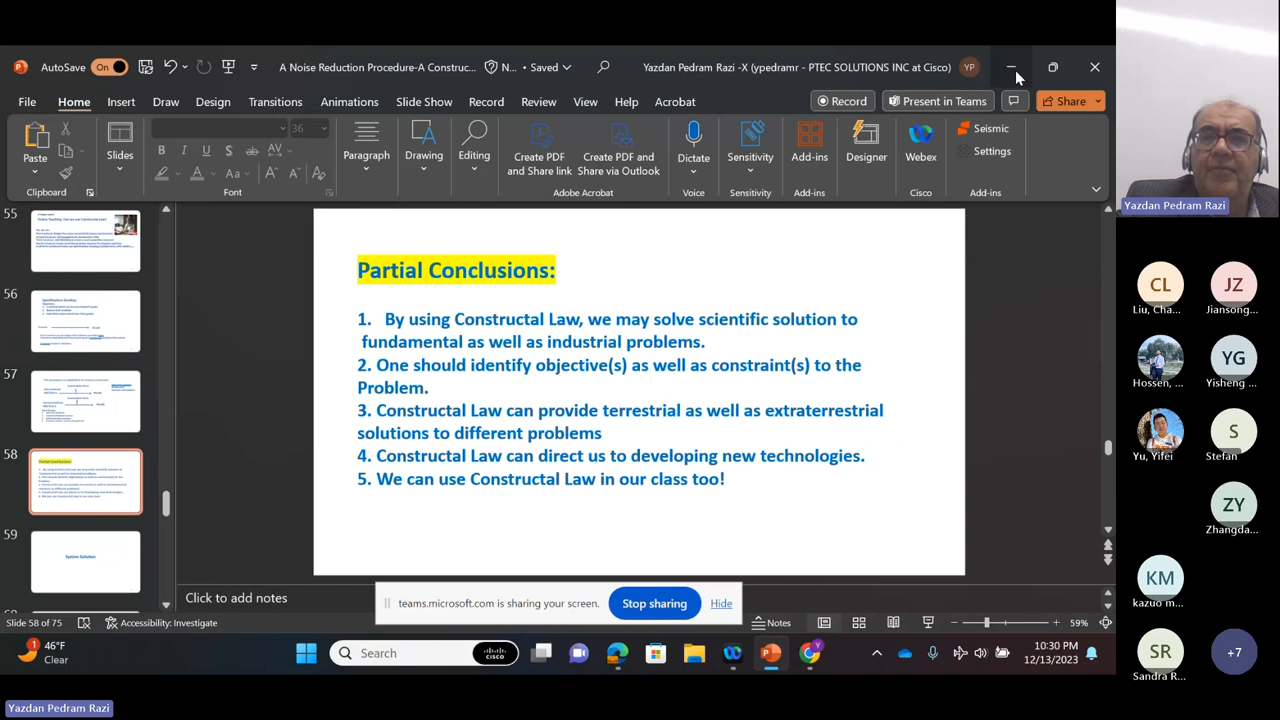 AutoSave On A Noise Reduction Procedure-A Construc... N... • Saved Yazdan Pedram Razi -X (ypedramr - PTEC SOLUTIONS INC at Cisco) YP
File Home Insert Draw Design Transitions Animations Slide Show Record Review View Help Acrobat Record Present in Teams Share
36
Paste Slides B I U S AV Aa A A Paragraph Drawing Editing Create PDF and Share link Create PDF and Share via Outlook Dictate Sensitivity Add-ins Designer Webex Seismic Settings
Clipboard Font Adobe Acrobat Voice Sensitivity Add-ins Cisco Add-ins
55
56
57
58
59
System Solution
Partial Conclusions:
1. By using Constructal Law, we may solve scientific solution to
fundamental as well as industrial problems.
2. One should identify objective(s) as well as constraint(s) to the
Problem.
3. Constructal Law can provide terrestrial as well as extraterrestrial
solutions to different problems
4. Constructal Law can direct us to developing new technologies.
5. We can use Constructal Law in our class too!
Click to add notes
teams.microsoft.com is sharing your screen. Stop sharing Hide
Slide 58 of 75 Accessibility: Investigate Notes 59%
1 46°F
Clear
Search cisco
10:30 PM
12/13/2023
Yazdan Pedram Razi
CL JZ
Liu, Cha... Jiansong...
YG
Hossen, ... Yisheng ...
S
Yu, Yifei Stefan
ZY
Zhangda...
KM
kazuo m...
SR +7
Sandra R...
Yazdan Pedram Razi